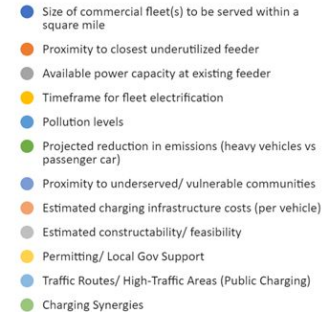 Size of commercial fleet(s) to be served within a
square mile
Proximity to closest underutilized feeder
Available power capacity at existing feeder
Timeframe for fleet electrification
Pollution levels
Projected reduction in emissions (heavy vehicles vs
passenger car)
Proximity to underserved/ vulnerable communities
Estimated charging infrastructure costs (per vehicle)
Estimated constructability/ feasibility
Permitting/ Local Gov Support
Traffic Routes/ High-Traffic Areas (Public Charging)
Charging Synergies